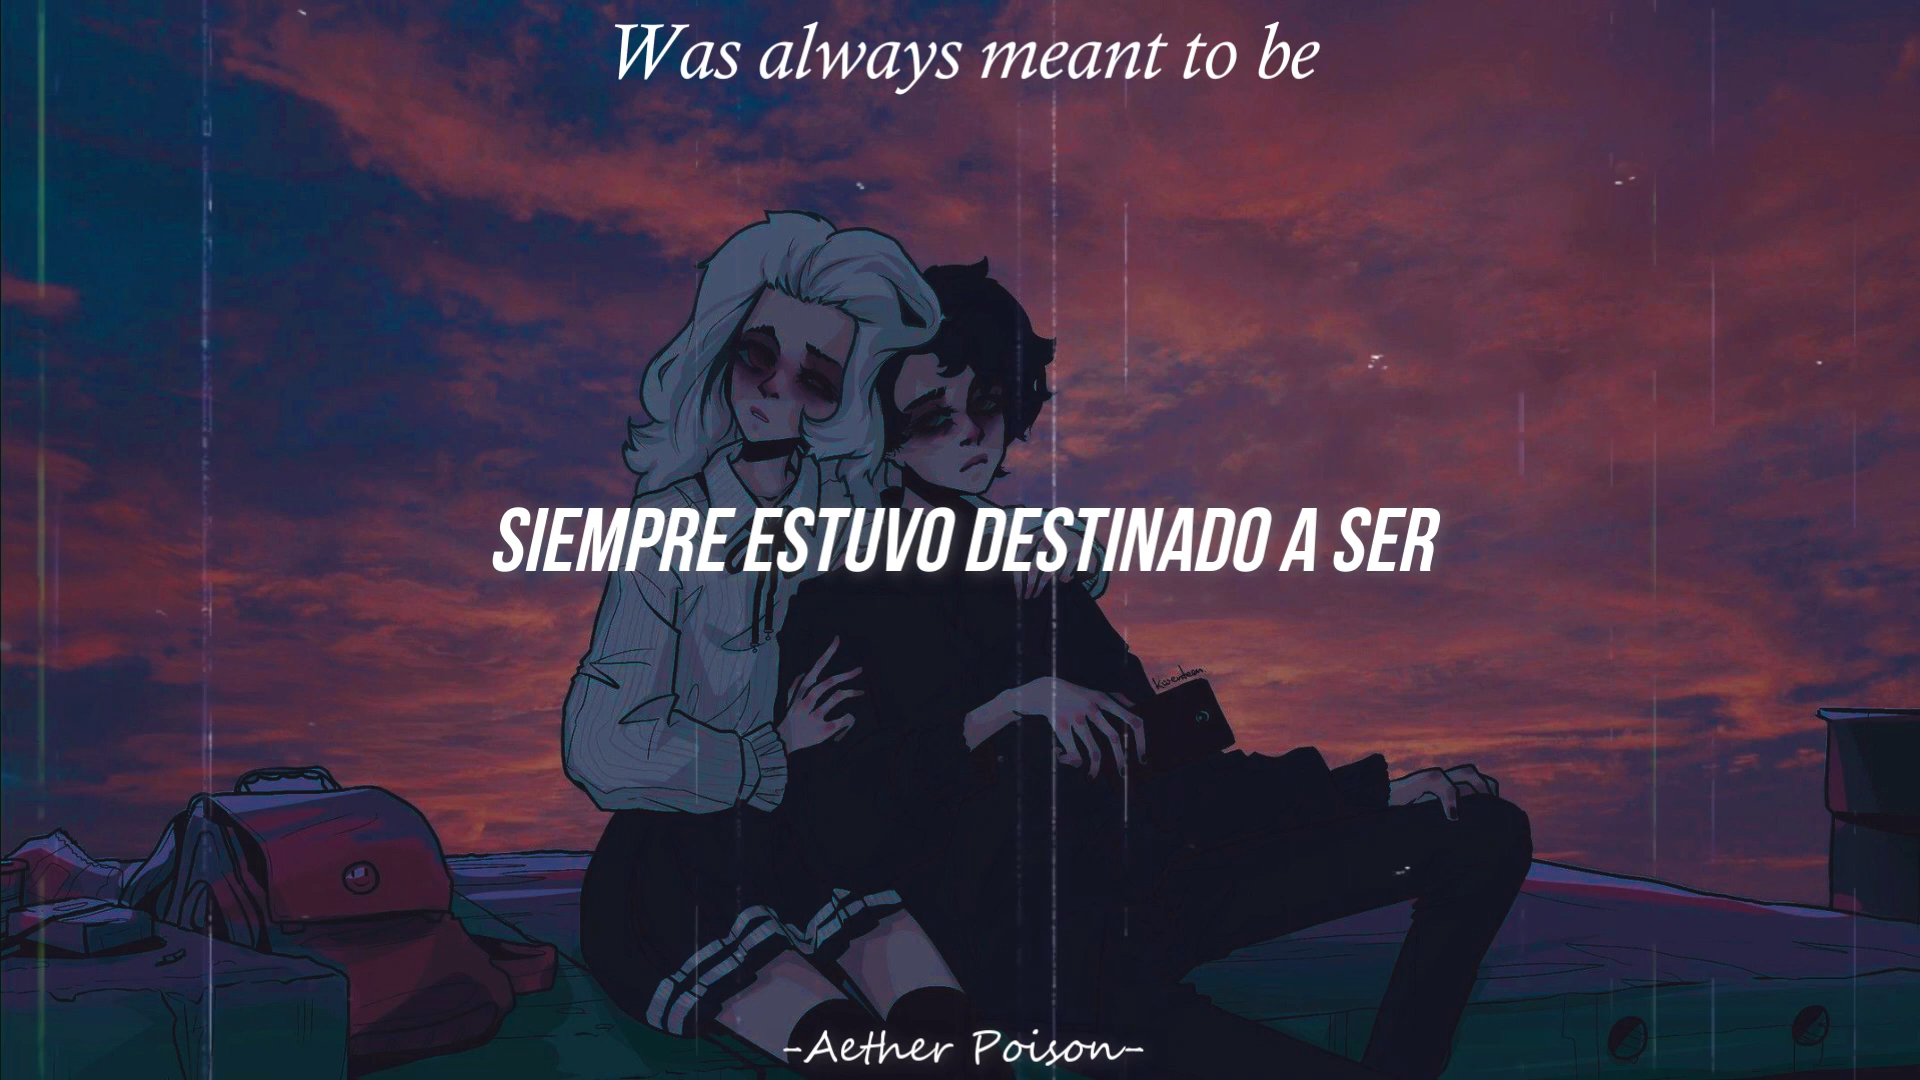 Was always meant to be
SIEMPRE ESTUVO DESTINADO A SER
-Aether Poison-